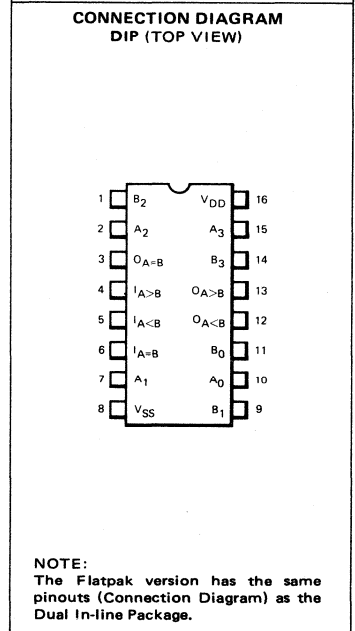 CONNECTION DIAGRAM
DIP (TOP VIEW)
1 B2 VDD 16
2 A2 A3 15
3 OA=B B3 14
4 IA>B OA>B 13
5 IA<B OA<B 12
6 IA=B B0 11
7 A1 A0 10
8 VSS B1 9
NOTE:
The Flatpak version has the same
pinouts (Connection Diagram) as the
Dual In-line Package.